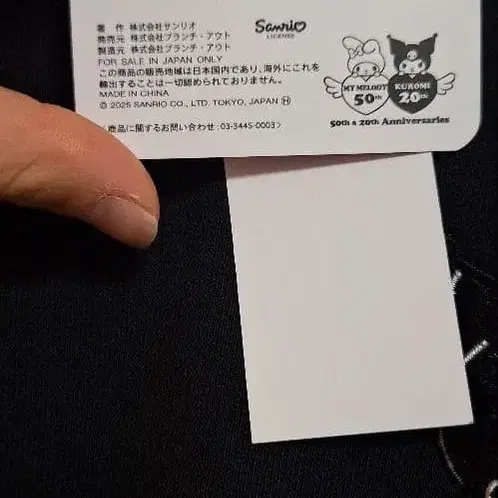 著 作 株式会社サンリオ
発売元 株式会社ブランチ・アウト
製造元 株式会社ブランチ・アウト
FOR SALE IN JAPAN ONLY
この商品の販売地域は日本国内であり、海外にこれを
輸出することは一切認められておりません。
MADE IN CHINA
© 2025 SANRIO CO., LTD. TOKYO, JAPAN Ⓗ
<商品に関するお問い合わせ:03-3445-0003>
Sanrio
LICENSE
MY MELODY
50th
KUROMI
20th
50th & 20th Anniversaries